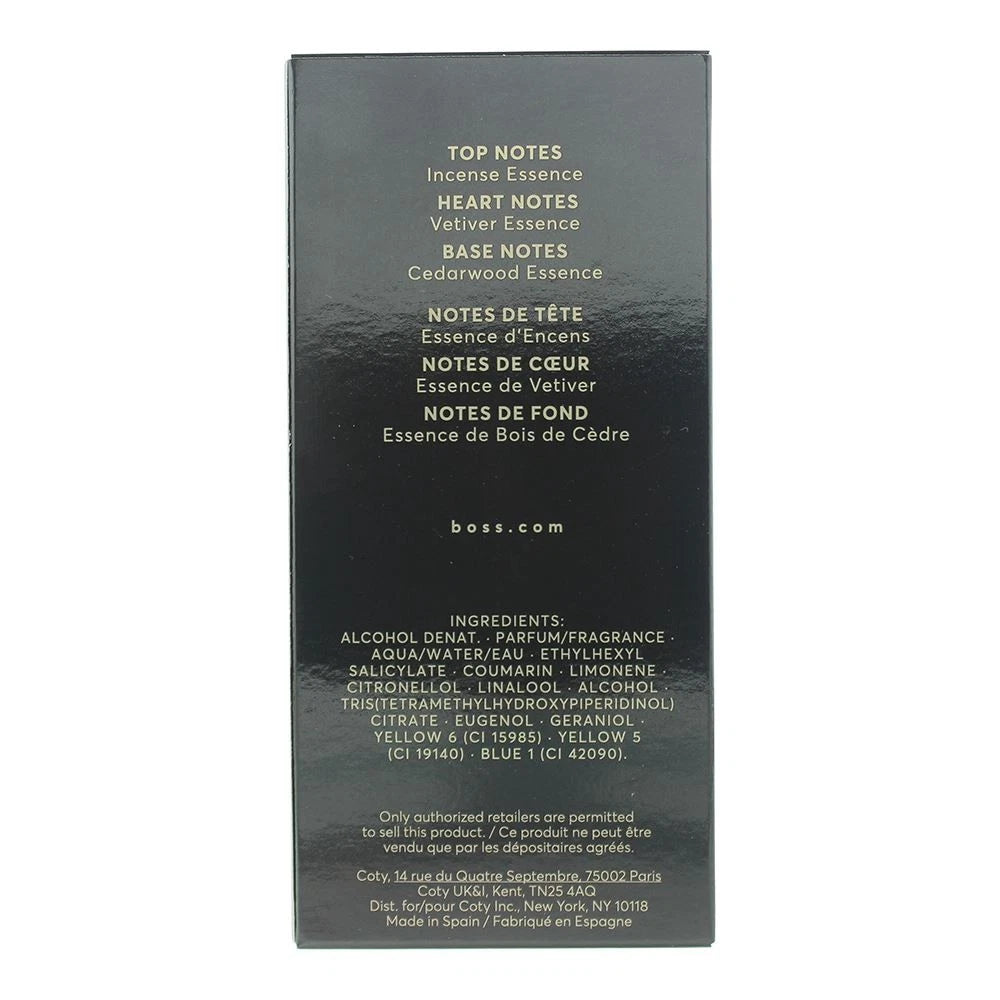 TOP NOTES
Incense Essence
HEART NOTES
Vetiver Essence
BASE NOTES
Cedarwood Essence
NOTES DE TÊTE
Essence d'Encens
NOTES DE CŒUR
Essence de Vetiver
NOTES DE FOND
Essence de Bois de Cèdre
boss.com
INGREDIENTS:
ALCOHOL DENAT. · PARFUM/FRAGRANCE ·
AQUA/WATER/EAU · ETHYLHEXYL
SALICYLATE · COUMARIN · LIMONENE ·
CITRONELLOL · LINALOOL · ALCOHOL ·
TRIS(TETRAMETHYLHYDROXYPIPERIDINOL)
CITRATE · EUGENOL · GERANIOL ·
YELLOW 6 (CI 15985) · YELLOW 5
(CI 19140) · BLUE 1 (CI 42090).
Only authorized retailers are permitted
to sell this product. / Ce produit ne peut être
vendu que par les dépositaires agréés.
Coty, 14 rue du Quatre Septembre, 75002 Paris
Coty UK&I, Kent, TN25 4AQ
Dist. for/pour Coty Inc., New York, NY 10118
Made in Spain / Fabriqué en Espagne